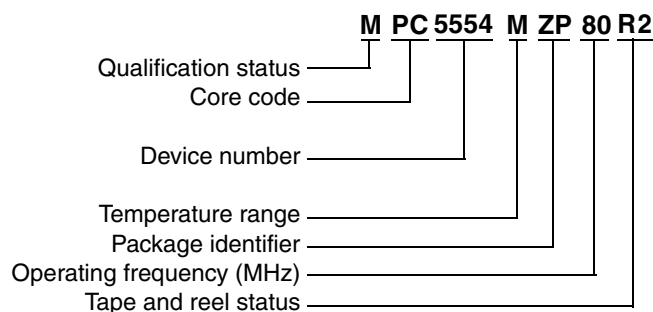 M PC 5554 M ZP 80 R2
Qualification status
Core code
Device number
Temperature range
Package identifier
Operating frequency (MHz)
Tape and reel status